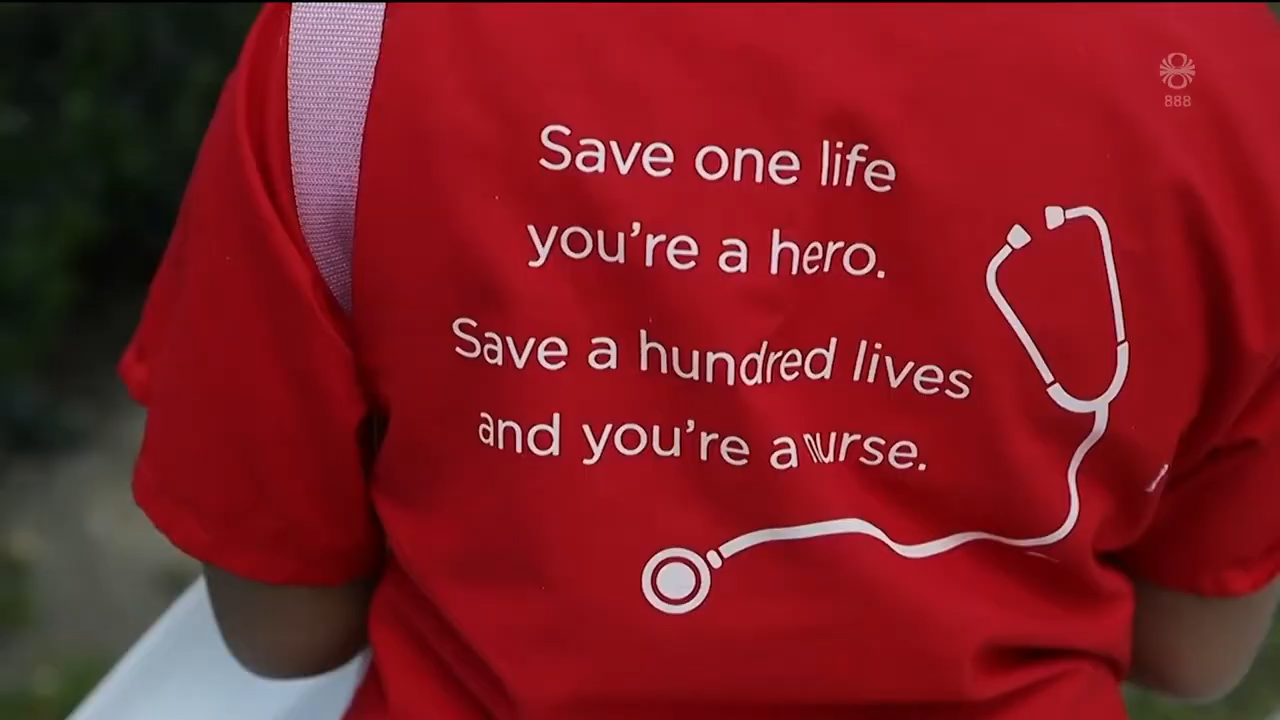 888
Save one life
you're a hero.
Save a hundred lives
and you're a nurse.